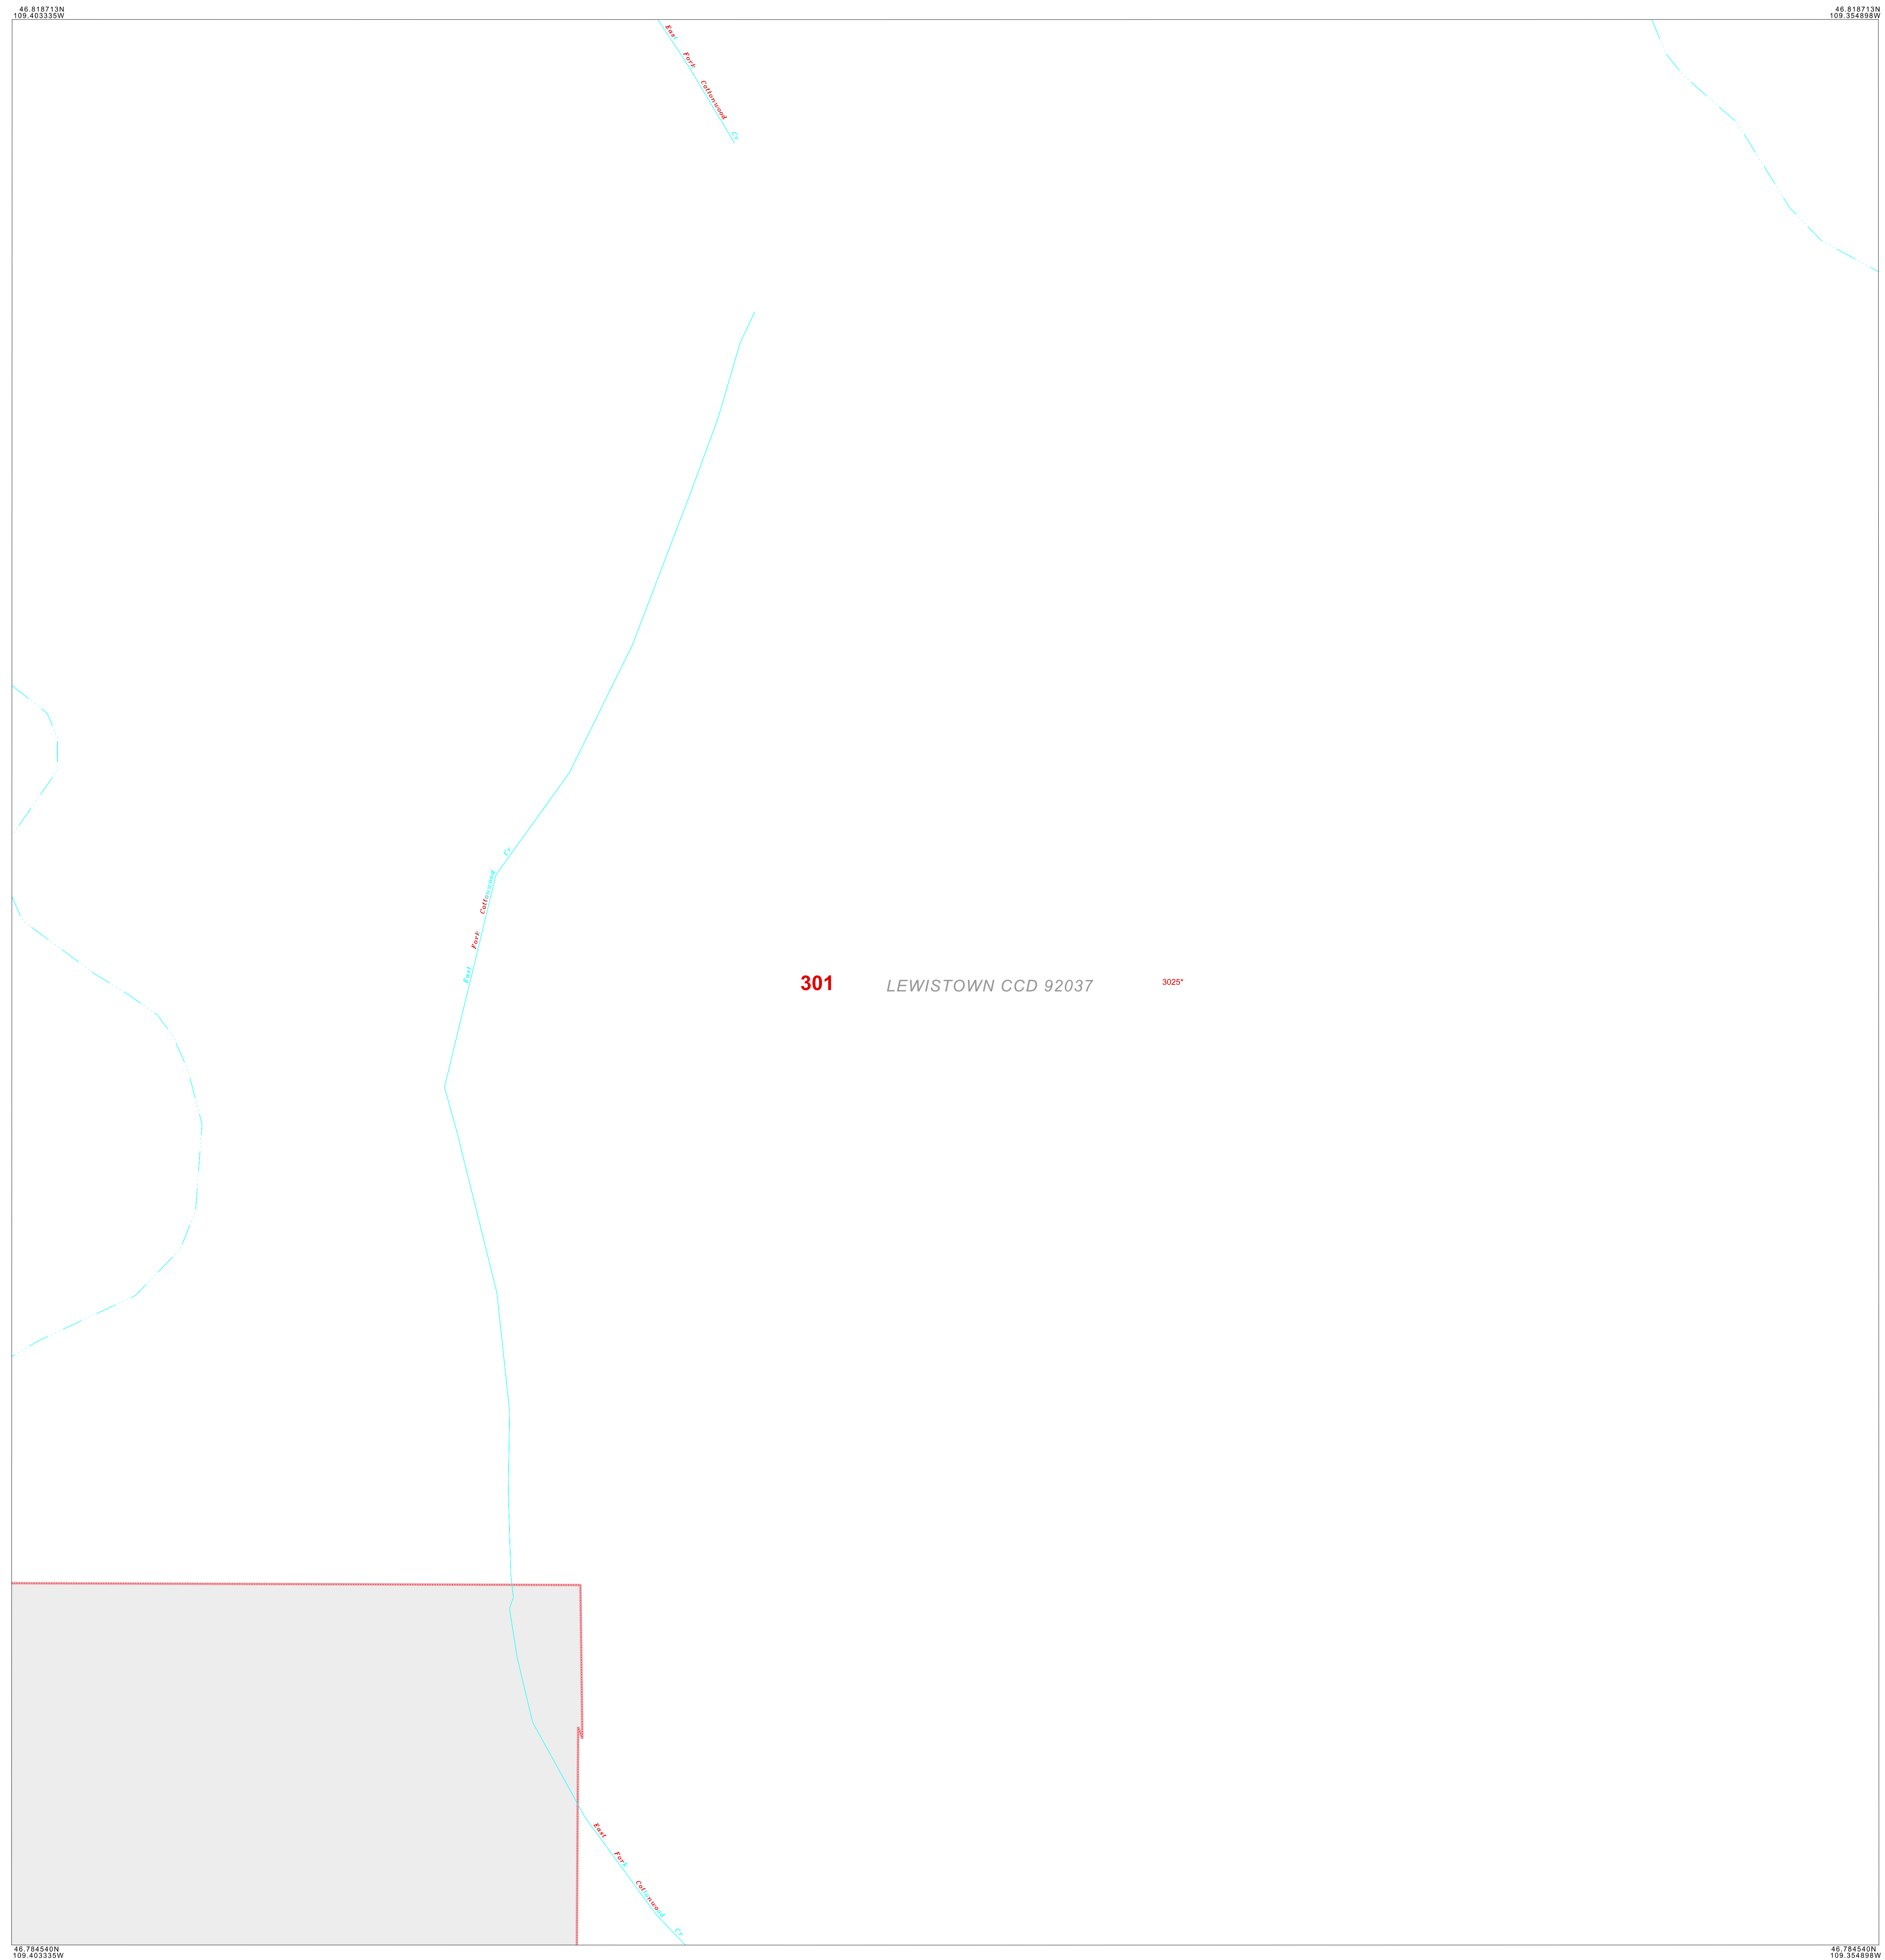 46.818713N
109.403335W
46.818713N
109.354898W
East Fork Cottonwood Cr
East Fork Cottonwood Cr
301
LEWISTOWN CCD 92037
3025*
East Fork Cottonwood Cr
46.784540N
109.403335W
46.784540N
109.354898W